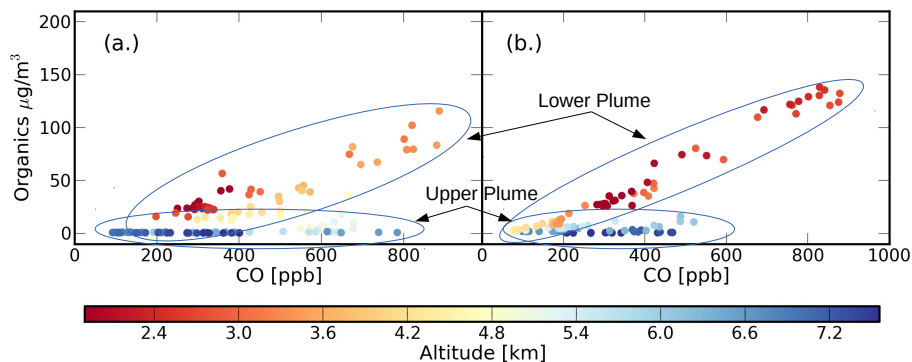 (a.)
(b.)
Organics μg/m³
200
150
100
50
0
Lower Plume
Upper Plume
0 200 400 600 800 0 200 400 600 800 1000
CO [ppb] CO [ppb]
2.4 3.0 3.6 4.2 4.8 5.4 6.0 6.6 7.2
Altitude [km]